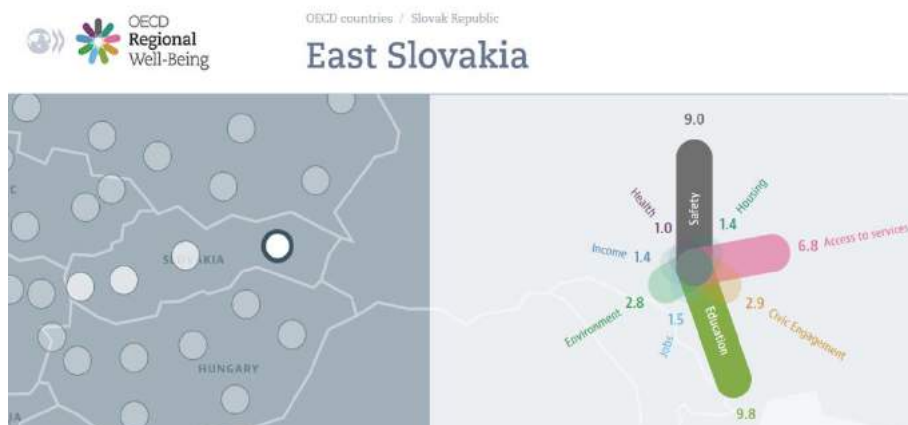 OECD
Regional
Well-Being
OECD countries / Slovak Republic
East Slovakia
C
SLOVAKIA
HUNGARY
IA
9.0
Safety
Health
1.0
Housing
1.4
Income 1.4
6.8 Access to services
Environment
2.8
Jobs
1.5
Education
2.9
Civic Engagement
9.8